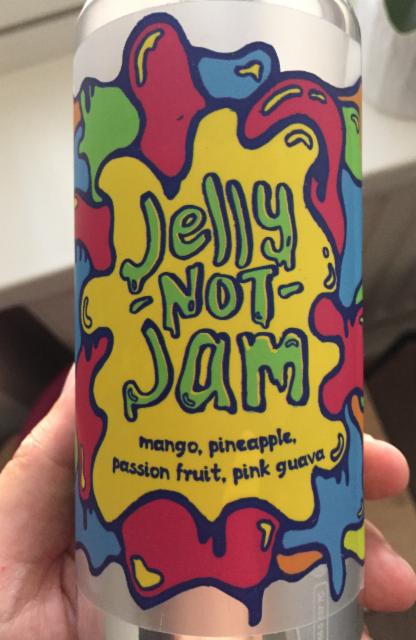 Jelly
-NOT-
Jam
mango, pineapple,
passion fruit, pink guava